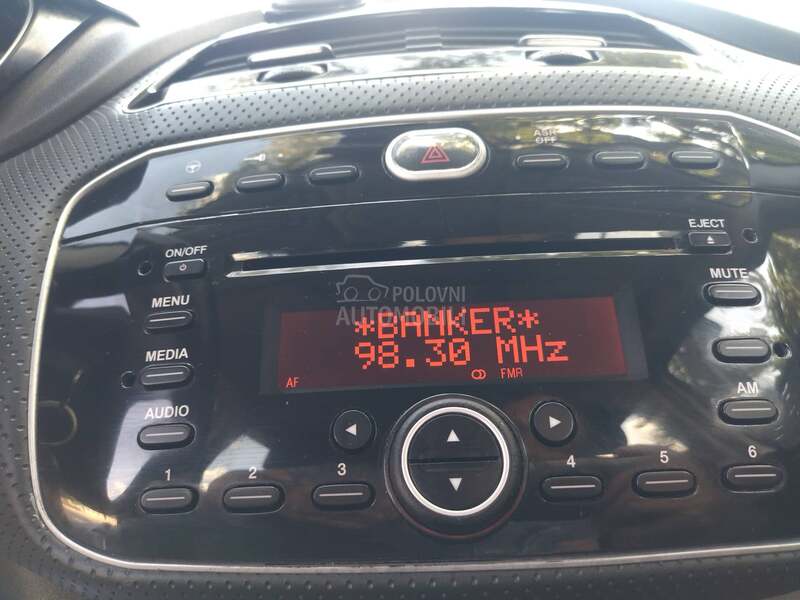 ASR
OFF
EJECT
ON/OFF
MENU
MUTE
POLOVNI
AUTOMOBILI
*BANKER*
98.30 MHz
MEDIA
AF
FMR
AM
AUDIO
1
2
3
4
5
6